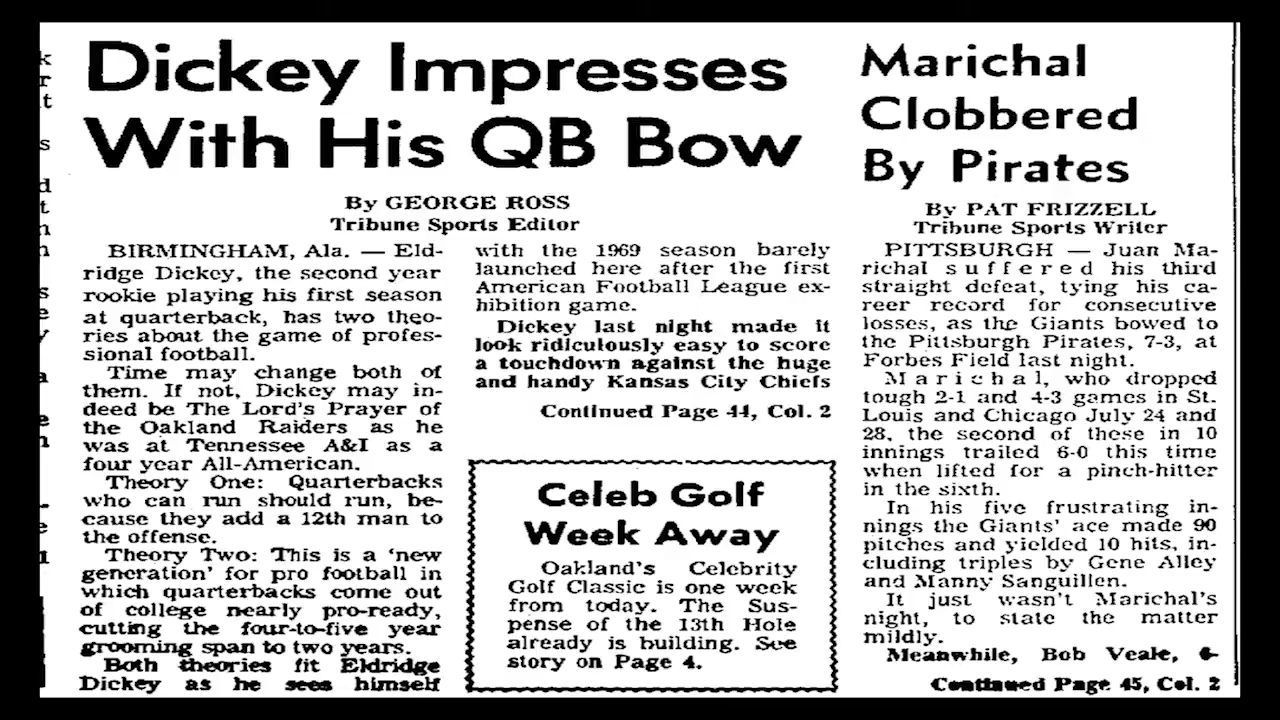 Dickey Impresses
With His QB Bow
By GEORGE ROSS
Tribune Sports Editor
BIRMINGHAM, Ala. — Eld-
ridge Dickey, the second year
rookie playing his first season
at quarterback, has two theo-
ries about the game of profes-
sional football.
Time may change both of
them. If not, Dickey may in-
deed be The Lord's Prayer of
the Oakland Raiders as he
was at Tennessee A&I as a
four year All-American.
Theory One: Quarterbacks
who can run should run, be-
cause they add a 12th man to
the offense.
Theory Two: This is a 'new
generation' for pro football in
which quarterbacks come out
of college nearly pro-ready,
cutting the four-to-five year
grooming span to two years.
Both theories fit Eldridge
Dickey as he sees himself
with the 1969 season barely
launched here after the first
American Football League ex-
hibition game.
Dickey last night made it
look ridiculously easy to score
a touchdown against the huge
and handy Kansas City Chiefs
Continued Page 44, Col. 2
Celeb Golf
Week Away
Oakland's Celebrity
Golf Classic is one week
from today. The Sus-
pense of the 13th Hole
already is building. See
story on Page 4.
Marichal
Clobbered
By Pirates
By PAT FRIZZELL
Tribune Sports Writer
PITTSBURGH — Juan Ma-
richal suffered his third
straight defeat, tying his ca-
reer record for consecutive
losses, as the Giants bowed to
the Pittsburgh Pirates, 7-3, at
Forbes Field last night.
Marichal, who dropped
tough 2-1 and 4-3 games in St.
Louis and Chicago July 24 and
28, the second of these in 10
innings trailed 6-0 this time
when lifted for a pinch-hitter
in the sixth.
In his five frustrating in-
nings the Giants' ace made 90
pitches and yielded 10 hits, in-
cluding triples by Gene Alley
and Manny Sanguillen.
It just wasn't Marichal's
night, to state the matter
mildly.
Meanwhile, Bob Veale, 6-
Continued Page 45, Col. 2